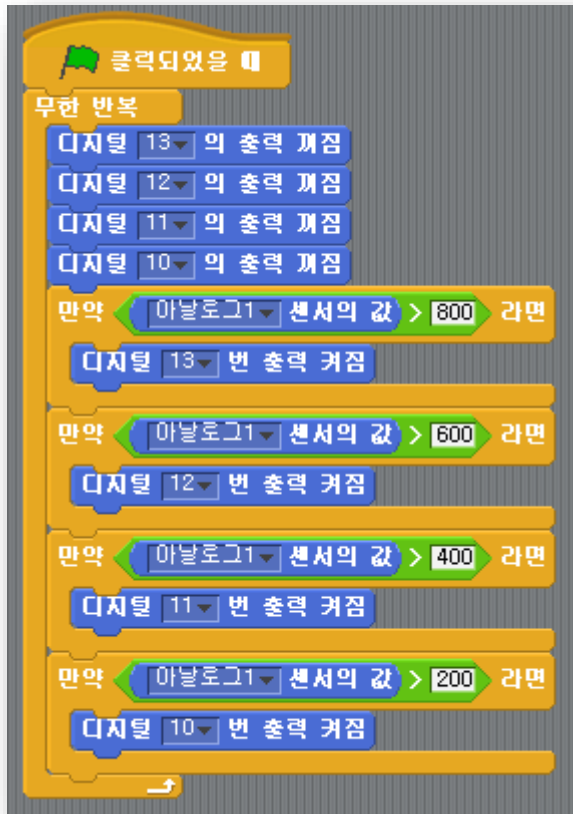 클릭되었을 때
무한 반복
디지털 13 의 출력 꺼짐
디지털 12 의 출력 꺼짐
디지털 11 의 출력 꺼짐
디지털 10 의 출력 꺼짐
만약 아날로그1 센서의 값 > 800 라면
디지털 13 번 출력 켜짐
만약 아날로그1 센서의 값 > 600 라면
디지털 12 번 출력 켜짐
만약 아날로그1 센서의 값 > 400 라면
디지털 11 번 출력 켜짐
만약 아날로그1 센서의 값 > 200 라면
디지털 10 번 출력 켜짐